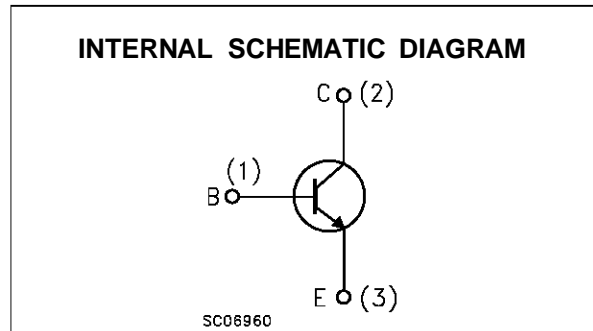 INTERNAL SCHEMATIC DIAGRAM
C (2)
(1)
B
E (3)
SC06960